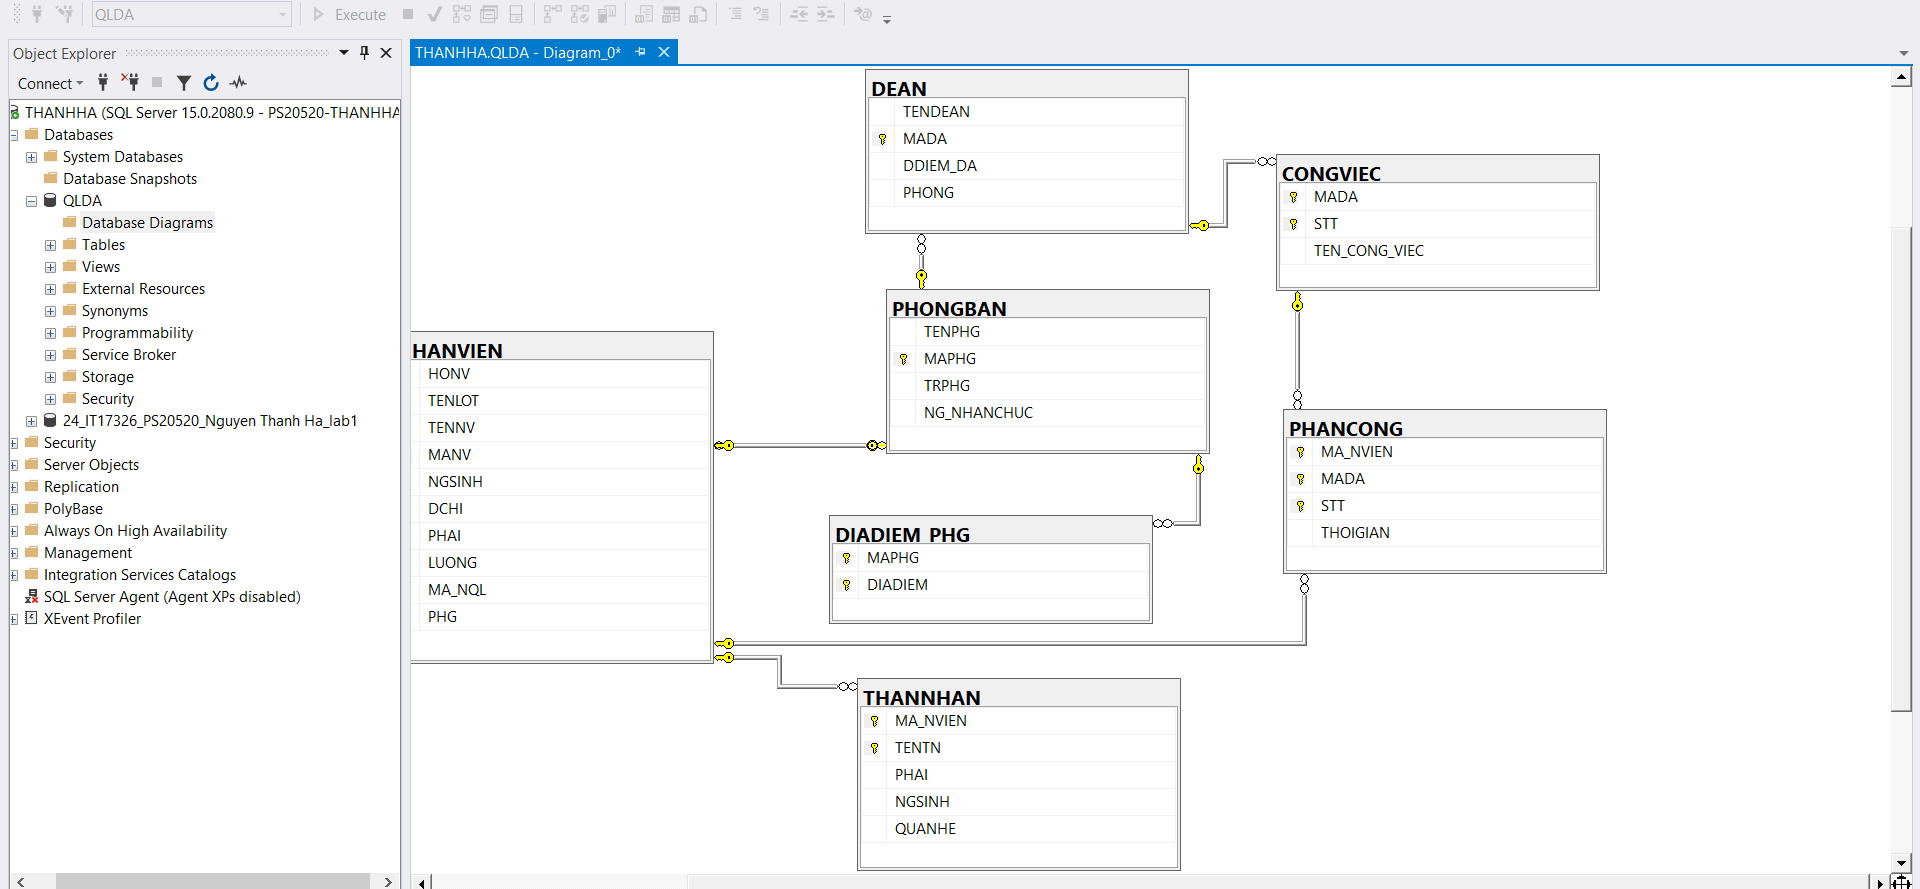 QLDA
Execute
Object Explorer
Connect
THANHHA (SQL Server 15.0.2080.9 - PS20520-THANHHA
Databases
System Databases
Database Snapshots
QLDA
Database Diagrams
Tables
Views
External Resources
Synonyms
Programmability
Service Broker
Storage
Security
24_IT17326_PS20520_Nguyen Thanh Ha_lab1
Security
Server Objects
Replication
PolyBase
Always On High Availability
Management
Integration Services Catalogs
SQL Server Agent (Agent XPs disabled)
XEvent Profiler
THANHHA.QLDA - Diagram_0*
DEAN
TENDEAN
MADA
DDIEM_DA
PHONG
CONGVIEC
MADA
STT
TEN_CONG_VIEC
PHONGBAN
TENPHG
MAPHG
TRPHG
NG_NHANCHUC
HANVIEN
HONV
TENLOT
TENNV
MANV
NGSINH
DCHI
PHAI
LUONG
MA_NQL
PHG
PHANCONG
MA_NVIEN
MADA
STT
THOIGIAN
DIADIEM_PHG
MAPHG
DIADIEM
THANNHAN
MA_NVIEN
TENTN
PHAI
NGSINH
QUANHE